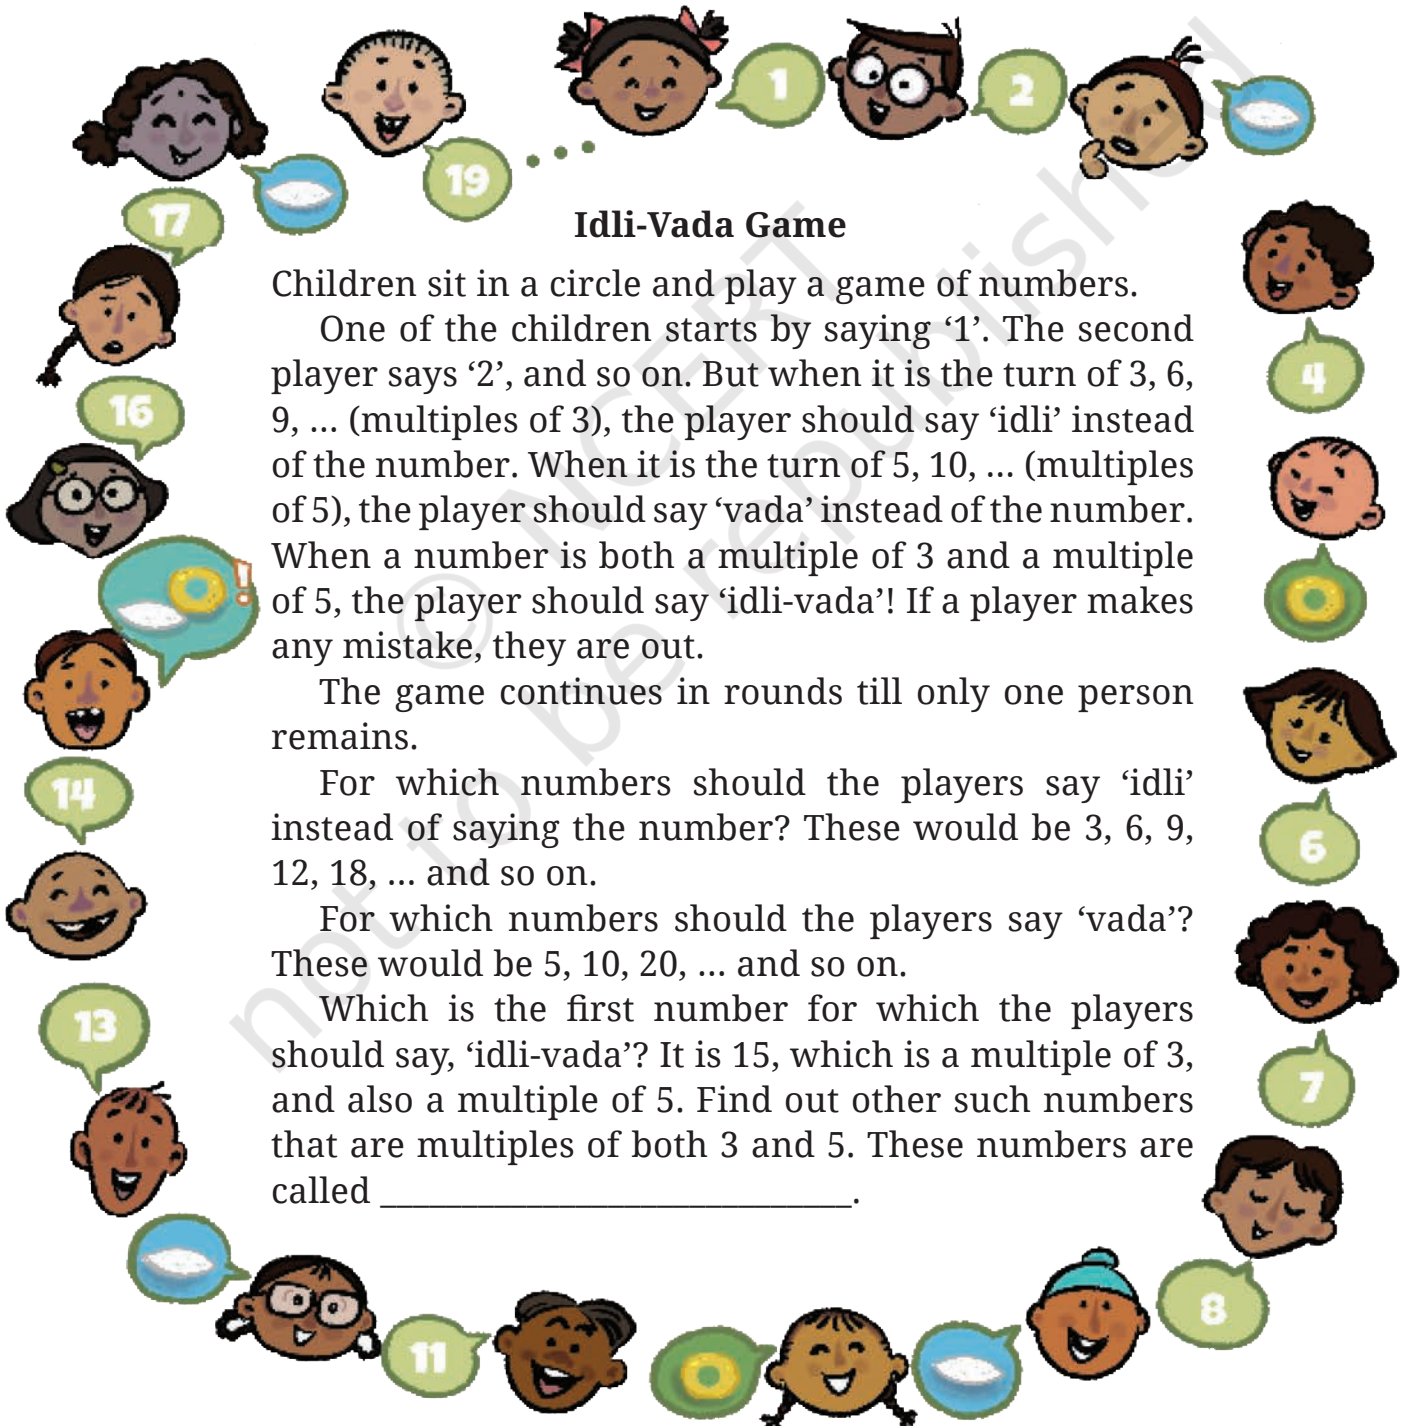 1
2
19
17
Idli-Vada Game
Children sit in a circle and play a game of numbers.
One of the children starts by saying ‘1’. The second
player says ‘2’, and so on. But when it is the turn of 3, 6,
9, ... (multiples of 3), the player should say ‘idli’ instead
of the number. When it is the turn of 5, 10, ... (multiples
of 5), the player should say ‘vada’ instead of the number.
When a number is both a multiple of 3 and a multiple
of 5, the player should say ‘idli-vada’! If a player makes
any mistake, they are out.
The game continues in rounds till only one person
remains.
For which numbers should the players say ‘idli’
instead of saying the number? These would be 3, 6, 9,
12, 18, ... and so on.
For which numbers should the players say ‘vada’?
These would be 5, 10, 20, ... and so on.
Which is the first number for which the players
should say, ‘idli-vada’? It is 15, which is a multiple of 3,
and also a multiple of 5. Find out other such numbers
that are multiples of both 3 and 5. These numbers are
called ____________________________.
4
6
7
8
11
13
14
!
16
© NCERT
not to be republished